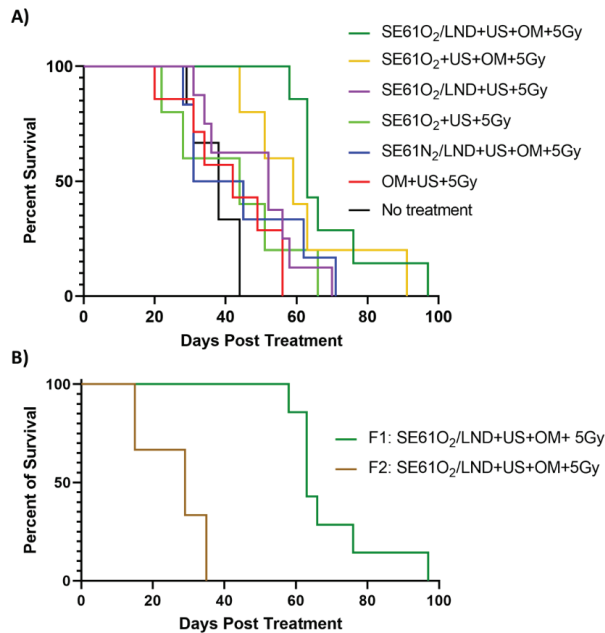 A)
SE61O₂/LND+US+OM+5Gy
SE61O₂+US+OM+5Gy
SE61O₂/LND+US+5Gy
SE61O₂+US+5Gy
SE61N₂/LND+US+OM+5Gy
OM+US+5Gy
No treatment
Percent Survival
100
50
0
0 20 40 60 80 100
Days Post Treatment
B)
F1: SE61O₂/LND+US+OM+ 5Gy
F2: SE61O₂/LND+US+OM+5Gy
Percent of Survival
100
50
0
0 20 40 60 80 100
Days Post Treatment